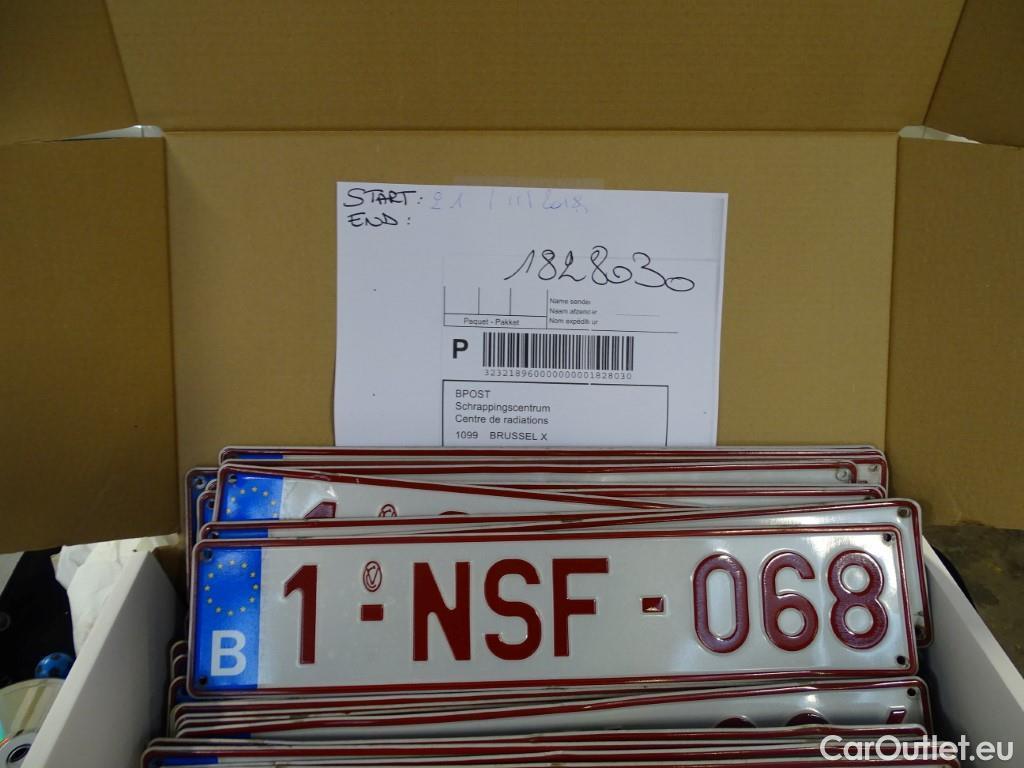 START: 21 / 11 / 2018
END:
1828030
Name sender
Naam afzender
Paquet - Pakket
Nom expéditeur
P
323218960000000001828030
BPOST
Schrappingscentrum
Centre de radiations
1099 BRUSSEL X
B
1-NSF-068
CarOutlet.eu